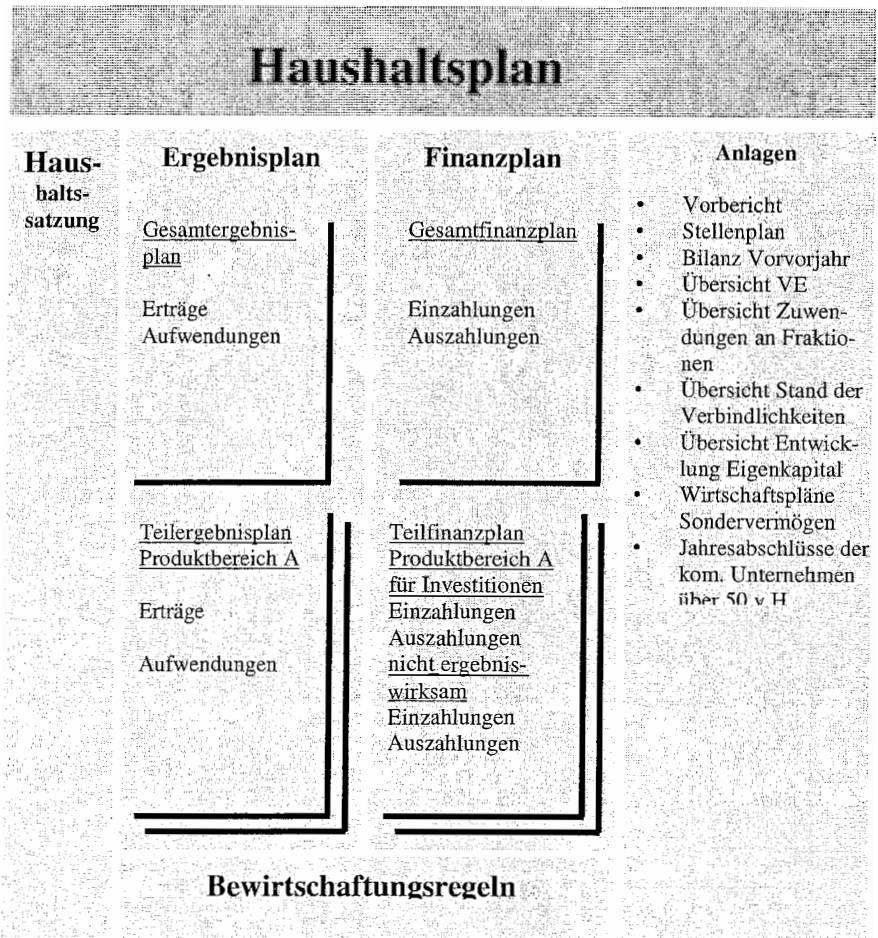 Haushaltsplan
Haus-
halts-
satzung
Ergebnisplan
Gesamtergebnis-
plan
Erträge
Aufwendungen
Teilergebnisplan
Produktbereich A
Erträge
Aufwendungen
Finanzplan
Gesamtfinanzplan
Einzahlungen
Auszahlungen
Teilfinanzplan
Produktbereich A
für Investitionen
Einzahlungen
Auszahlungen
nicht ergebnis-
wirksam
Einzahlungen
Auszahlungen
Anlagen
• Vorbericht
• Stellenplan
• Bilanz Vorvorjahr
• Übersicht VE
• Übersicht Zuwen-
dungen an Fraktio-
nen
• Übersicht Stand der
Verbindlichkeiten
• Übersicht Entwick-
lung Eigenkapital
• Wirtschaftspläne
Sondervermögen
• Jahresabschlüsse der
kom. Unternehmen
über 50 v.H
Bewirtschaftungsregeln